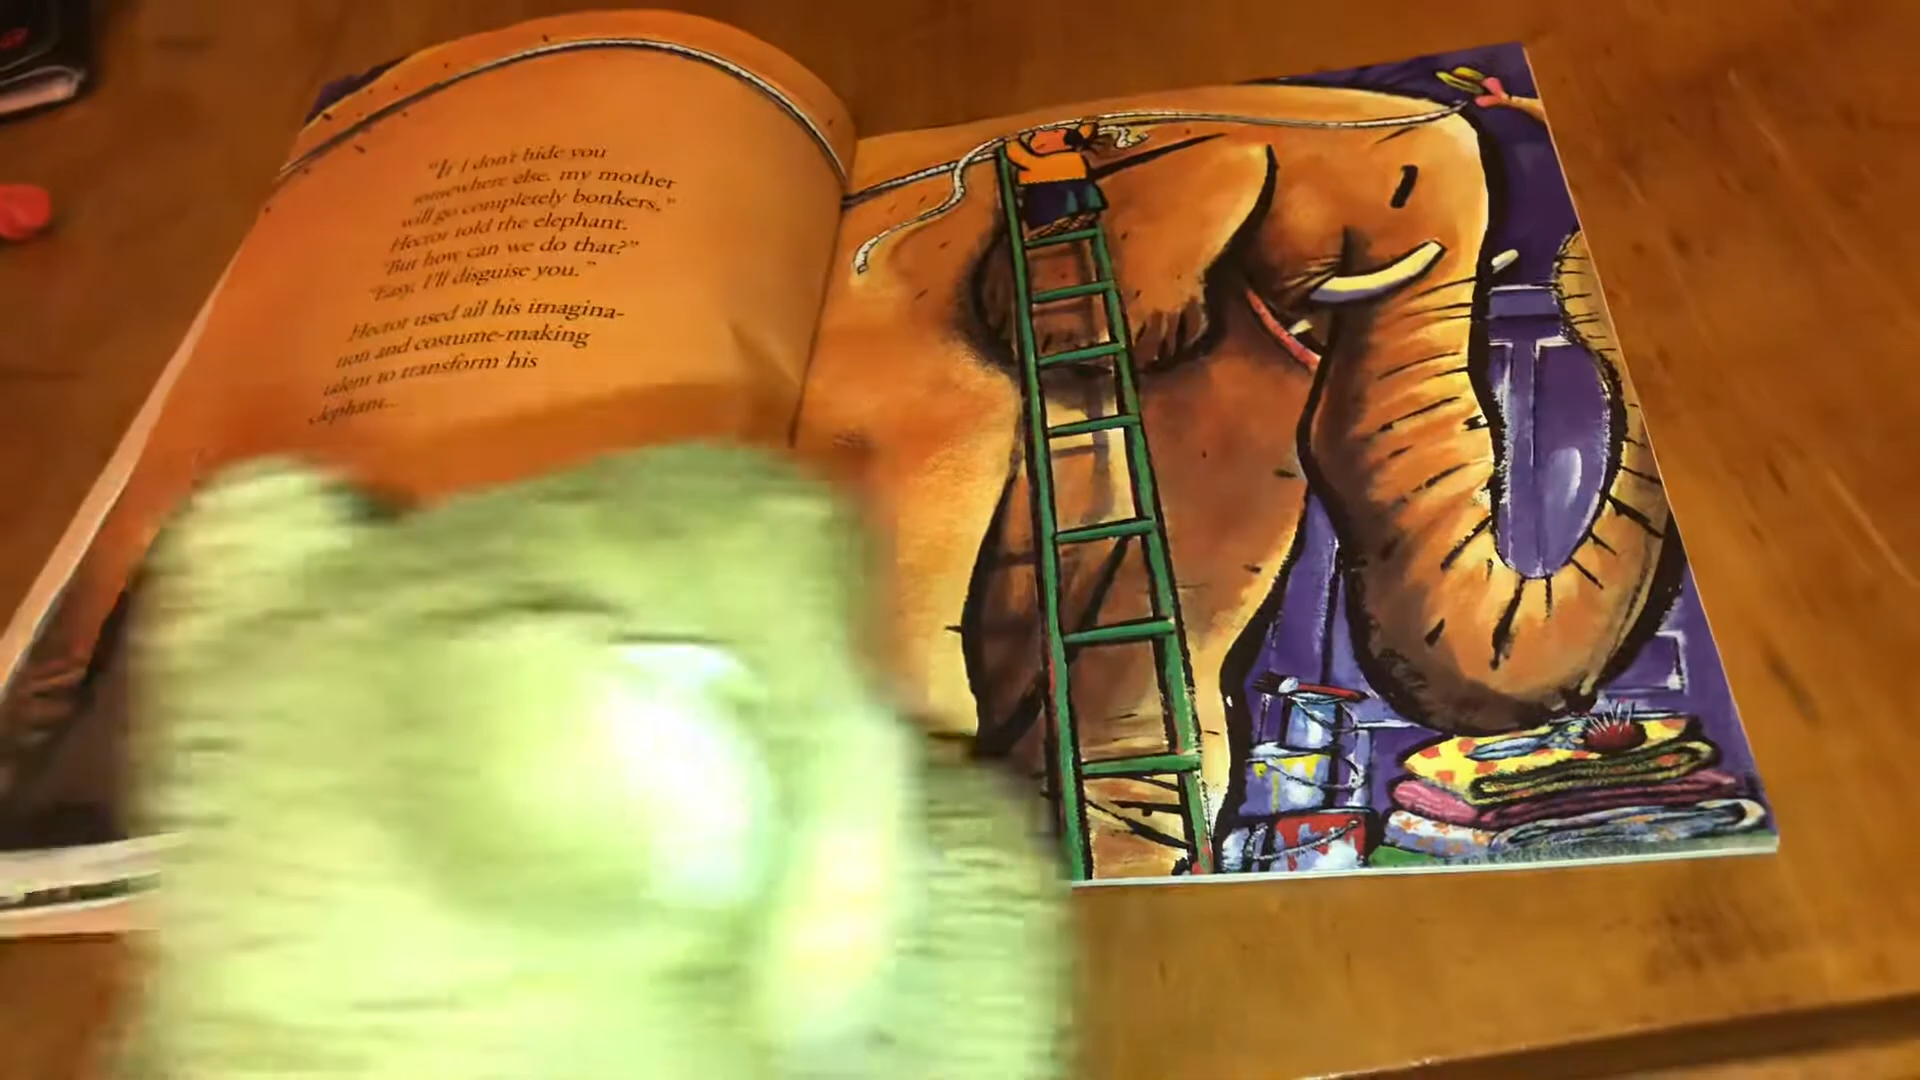 "If I don't hide you
somewhere else, my mother
will go completely bonkers,"
Hector told the elephant.
"But how can we do that?"
"Easy, I'll disguise you."
Hector used all his imagina-
tion and costume-making
talent to transform his
elephant...